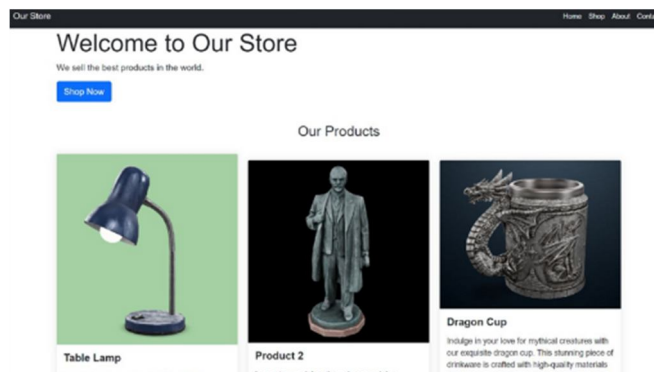 Our Store
Home Shop About
Welcome to Our Store
We sell the best products in the world.
Shop Now
Our Products
Table Lamp
Product 2
Dragon Cup
Indulge in your love for mythical creatures with
our exquisite dragon cup. This stunning piece of
drinkware is crafted with high-quality materials